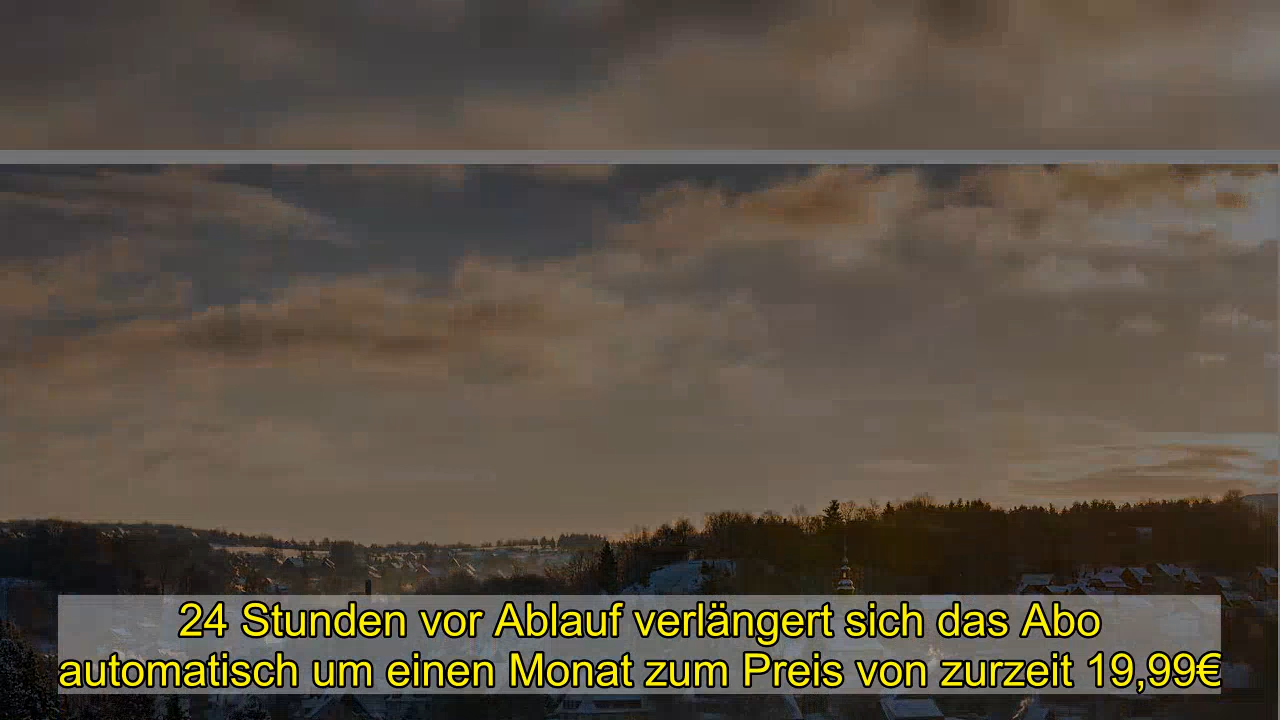 24 Stunden vor Ablauf verlängert sich das Abo
automatisch um einen Monat zum Preis von zurzeit 19,99€